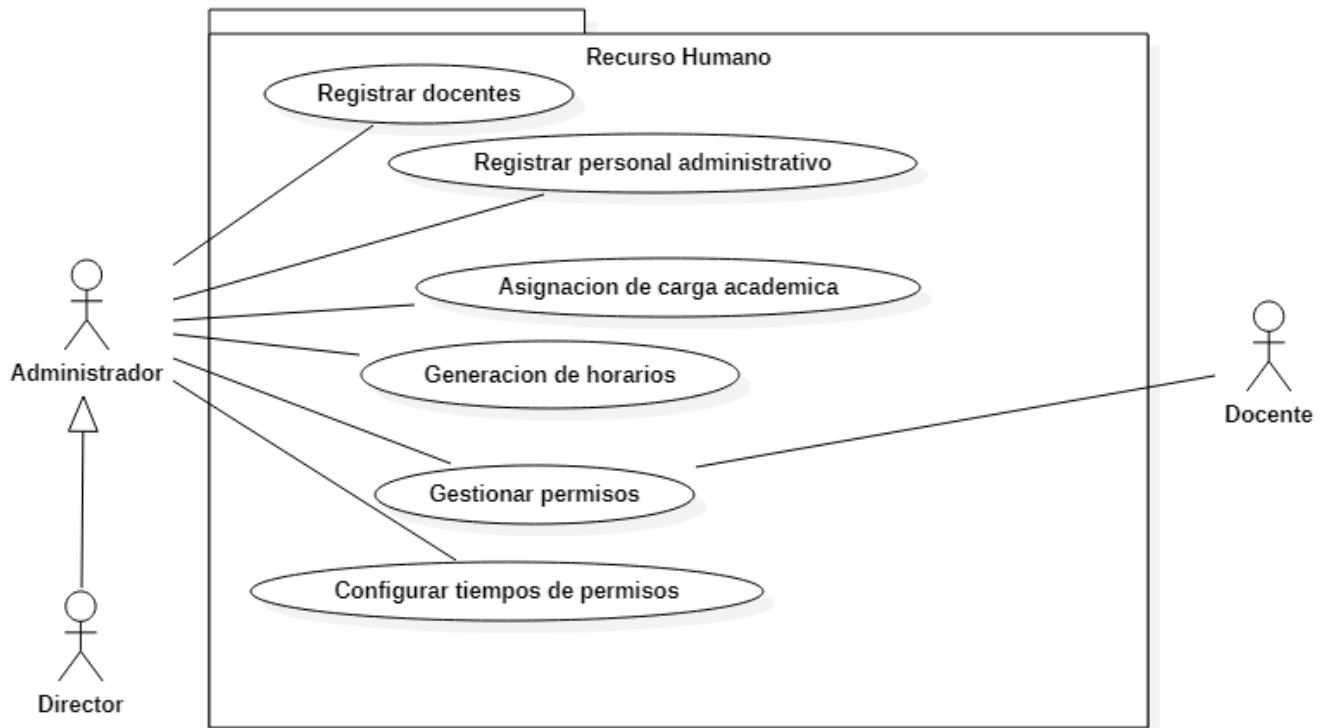 Recurso Humano
Registrar docentes
Registrar personal administrativo
Asignacion de carga academica
Administrador
Generacion de horarios
Docente
Gestionar permisos
Configurar tiempos de permisos
Director